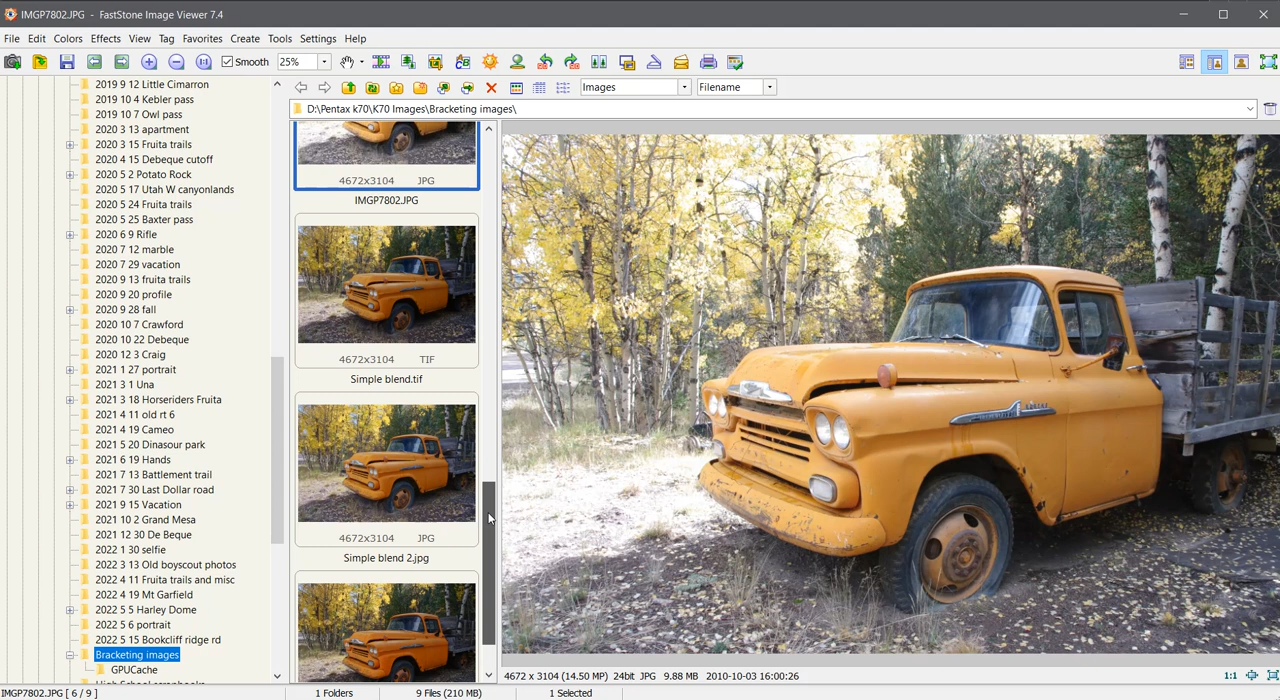 IMGP7802.JPG - FastStone Image Viewer 7.4
File Edit Colors Effects View Tag Favorites Create Tools Settings Help
Smooth 25%
Images Filename
D:\Pentax k70\K70 Images\Bracketing images\
2019 9 12 Little Cimarron
2019 10 4 Kebler pass
2019 10 7 Owl pass
2020 3 13 apartment
2020 3 15 Fruita trails
2020 4 15 Debeque cutoff
2020 5 2 Potato Rock
2020 5 17 Utah W canyonlands
2020 5 24 Fruita trails
2020 5 25 Baxter pass
2020 6 9 Rifle
2020 7 12 marble
2020 7 29 vacation
2020 9 13 fruita trails
2020 9 20 profile
2020 9 28 fall
2020 10 7 Crawford
2020 10 22 Debeque
2020 12 3 Craig
2021 1 27 portrait
2021 3 1 Una
2021 3 18 Horseriders Fruita
2021 4 11 old rt 6
2021 4 19 Cameo
2021 5 20 Dinasour park
2021 6 19 Hands
2021 7 13 Battlement trail
2021 7 30 Last Dollar road
2021 9 15 Vacation
2021 10 2 Grand Mesa
2021 12 30 De Beque
2022 1 30 selfie
2022 3 13 Old boyscout photos
2022 4 11 Fruita trails and misc
2022 4 19 Mt Garfield
2022 5 5 Harley Dome
2022 5 6 portrait
2022 5 15 Bookcliff ridge rd
Bracketing images
GPUCache
4672x3104 JPG
IMGP7802.JPG
4672x3104 TIF
Simple blend.tif
4672x3104 JPG
Simple blend 2.jpg
4672 x 3104 (14.50 MP) 24bit JPG 9.88 MB 2010-10-03 16:00:26
1:1
IMGP7802.JPG [ 6 / 9 ]
1 Folders
9 Files (210 MB)
1 Selected